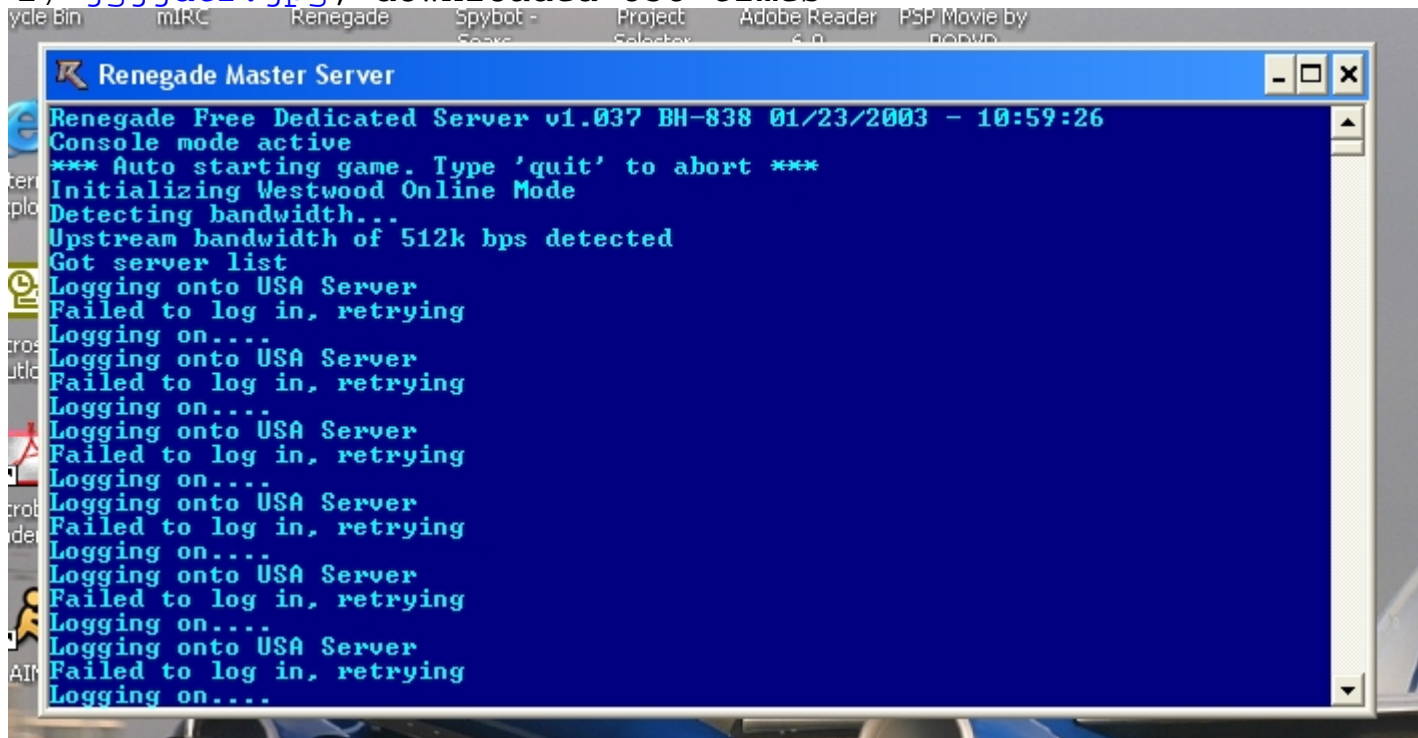 ycle Bin mIRC Renegade Spybot - Project Adobe Reader PSP Movie by
Renegade Master Server
Renegade Free Dedicated Server v1.037 BH-838 01/23/2003 - 10:59:26
Console mode active
*** Auto starting game. Type 'quit' to abort ***
Initializing Westwood Online Mode
Detecting bandwidth...
Upstream bandwidth of 512k bps detected
Got server list
Logging onto USA Server
Failed to log in, retrying
Logging on....
Logging onto USA Server
Failed to log in, retrying
Logging on....
Logging onto USA Server
Failed to log in, retrying
Logging on....
Logging onto USA Server
Failed to log in, retrying
Logging on....
Logging onto USA Server
Failed to log in, retrying
Logging on....
Logging onto USA Server
Failed to log in, retrying
Logging on....